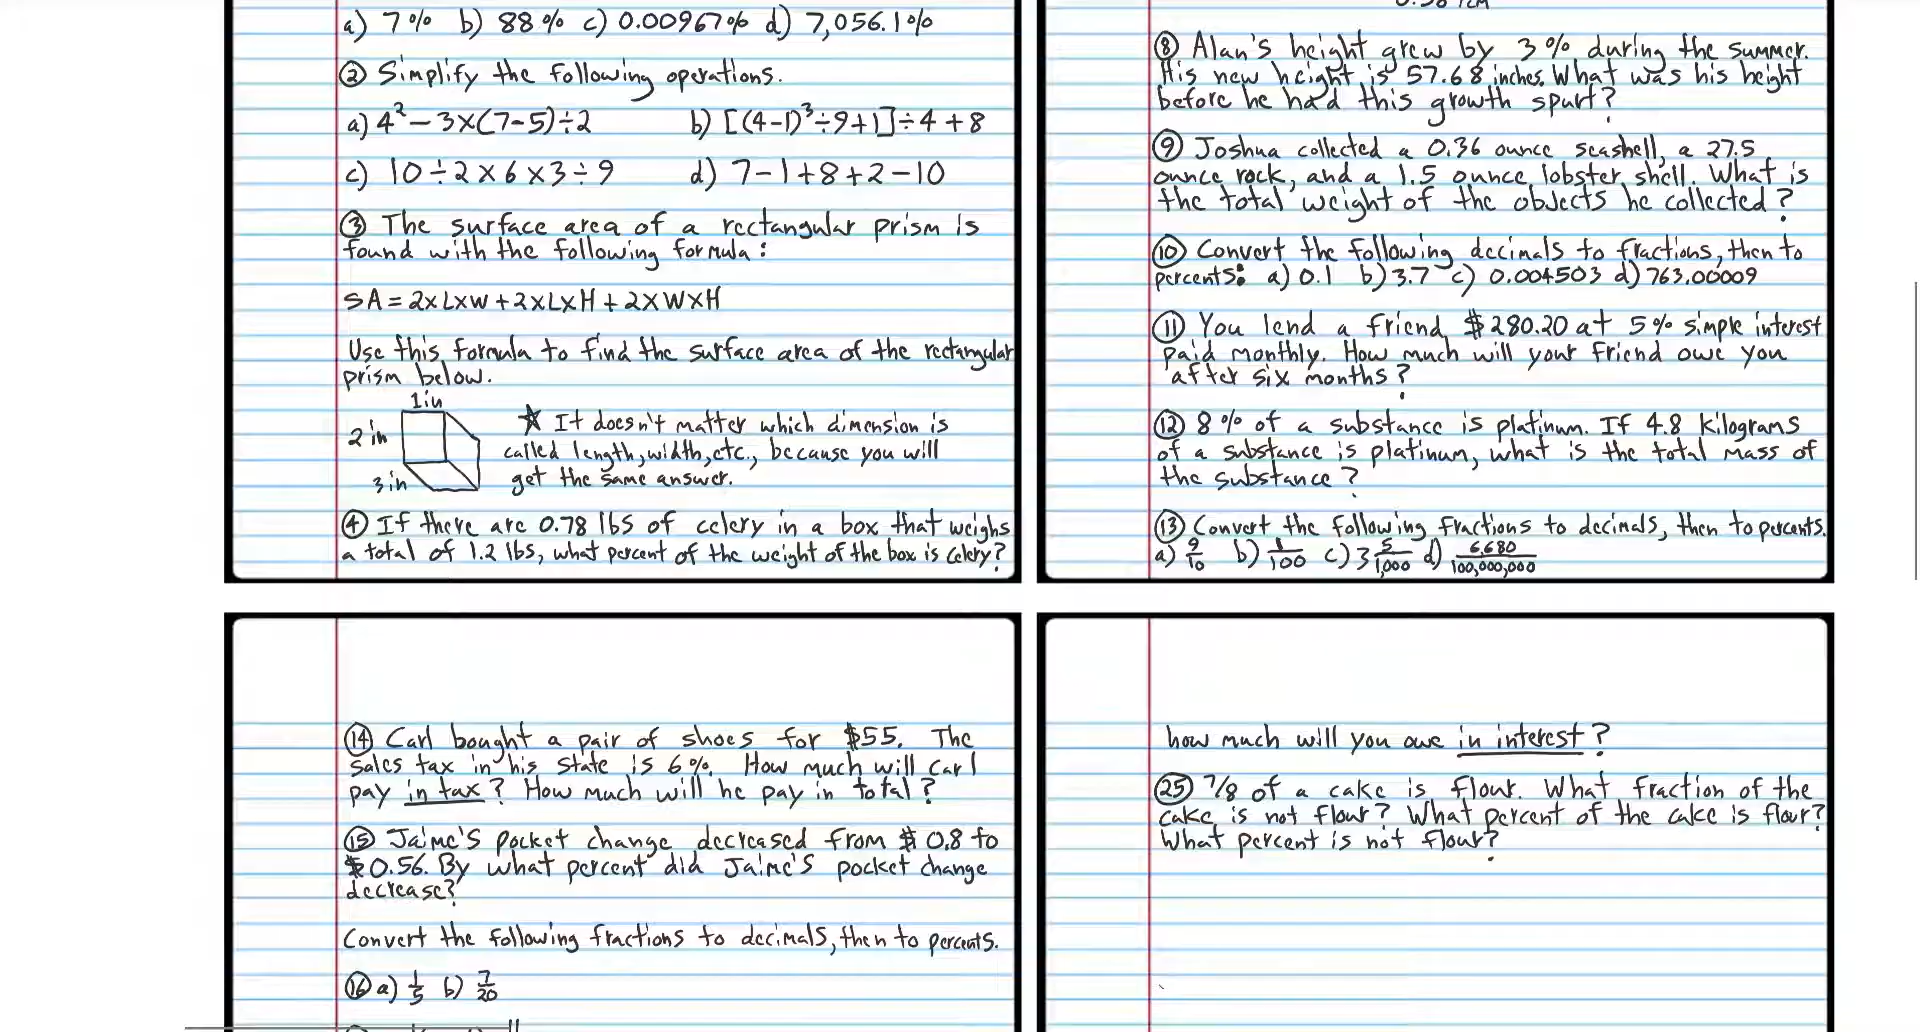 a) 7% b) 88% c) 0.00967% d) 7,056.1%
② Simplify the following operations.
a) 4² - 3×(7-5)÷2 b) [(4-1)³÷9+1]÷4+8
c) 10÷2×6×3÷9 d) 7-1+8+2-10
③ The surface area of a rectangular prism is
found with the following formula:
SA = 2×L×W + 2×L×H + 2×W×H
Use this formula to find the surface area of the rectangular
prism below.
1 in
2 in
3 in
★ It doesn't matter which dimension is
called length, width, etc., because you will
get the same answer.
④ If there are 0.78 lbs of celery in a box that weighs
a total of 1.2 lbs, what percent of the weight of the box is celery?
⑧ Alan's height grew by 3% during the summer.
His new height is 57.68 inches. What was his height
before he had this growth spurt?
⑨ Joshua collected a 0.36 ounce seashell, a 27.5
ounce rock, and a 1.5 ounce lobster shell. What is
the total weight of the objects he collected?
⑩ Convert the following decimals to fractions, then to
percents: a) 0.1 b) 3.7 c) 0.004503 d) 763.00009
⑪ You lend a friend $280.20 at 5% simple interest
paid monthly. How much will your friend owe you
after six months?
⑫ 8% of a substance is platinum. If 4.8 kilograms
of a substance is platinum, what is the total mass of
the substance?
⑬ Convert the following fractions to decimals, then to percents.
a) 9/10 b) 1/100 c) 3 5/1,000 d) 6,680/100,000,000
⑭ Carl bought a pair of shoes for $55. The
sales tax in his state is 6%. How much will Carl
pay in tax? How much will he pay in total?
⑮ Jaime's pocket change decreased from $0.8 to
$0.56. By what percent did Jaime's pocket change
decrease?
Convert the following fractions to decimals, then to percents.
⑯ a) 1/5 b) 7/20
how much will you owe in interest?
㉕ 7/8 of a cake is flour. What fraction of the
cake is not flour? What percent of the cake is flour?
What percent is not flour?